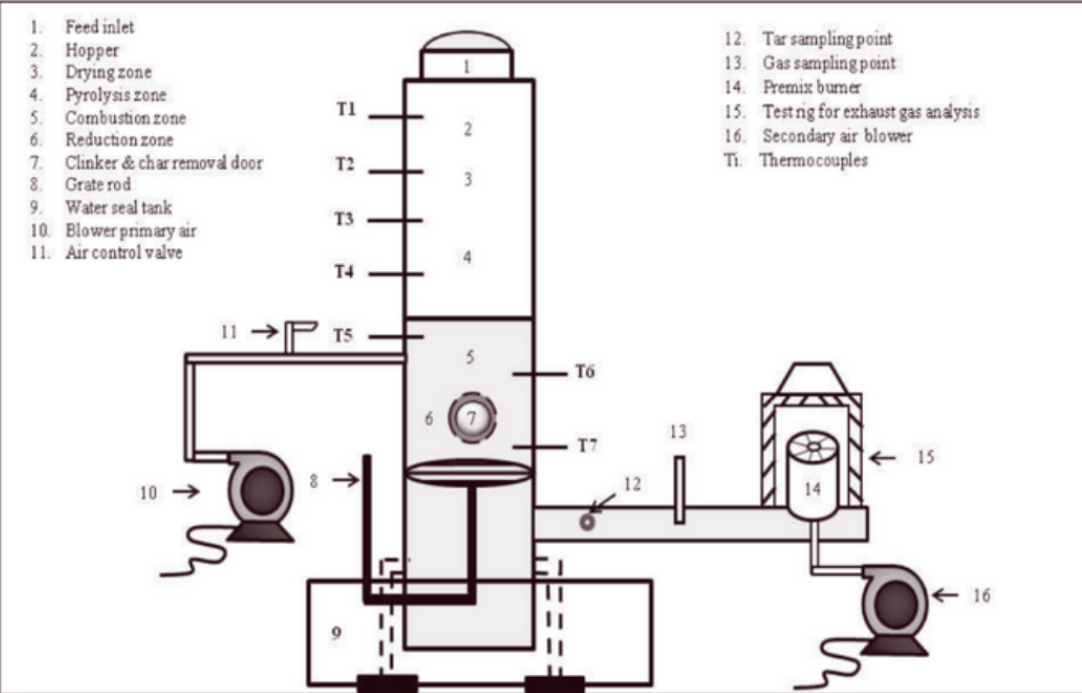 1. Feed inlet
2. Hopper
3. Drying zone
4. Pyrolysis zone
5. Combustion zone
6. Reduction zone
7. Clinker & char removal door
8. Grate rod
9. Water seal tank
10. Blower primary air
11. Air control valve
12. Tar sampling point
13. Gas sampling point
14. Premix burner
15. Test rig for exhaust gas analysis
16. Secondary air blower
Ti. Thermocouples
1
T1
2
T2
3
T3
4
T4
11
T5
5
T6
6
7
13
T7
15
8
12
14
10
16
9